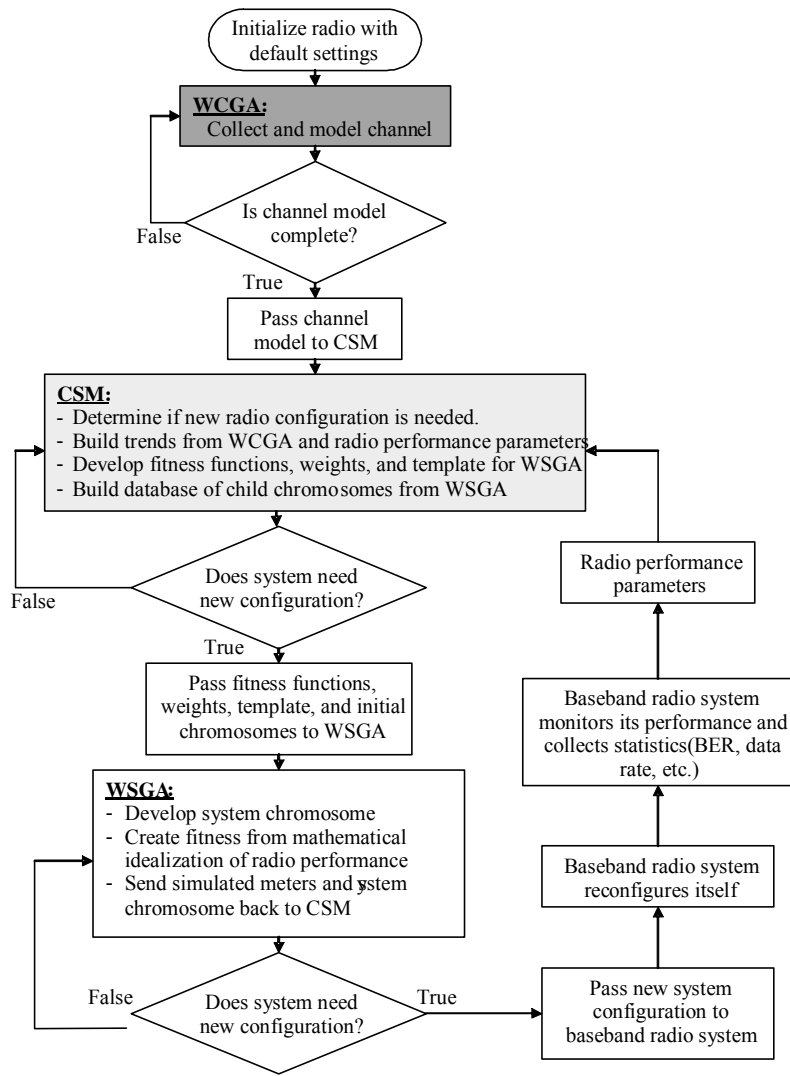 Initialize radio with
default settings
WCGA:
Collect and model channel
Is channel model
complete?
False
True
Pass channel
model to CSM
CSM:
- Determine if new radio configuration is needed.
- Build trends from WCGA and radio performance parameters
- Develop fitness functions, weights, and template for WSGA
- Build database of child chromosomes from WSGA
Does system need
new configuration?
False
True
Pass fitness functions,
weights, template, and initial
chromosomes to WSGA
WSGA:
- Develop system chromosome
- Create fitness from mathematical
idealization of radio performance
- Send simulated meters and system
chromosome back to CSM
Does system need
new configuration?
False
True
Pass new system
configuration to
baseband radio system
Baseband radio system
reconfigures itself
Baseband radio system
monitors its performance and
collects statistics(BER, data
rate, etc.)
Radio performance
parameters